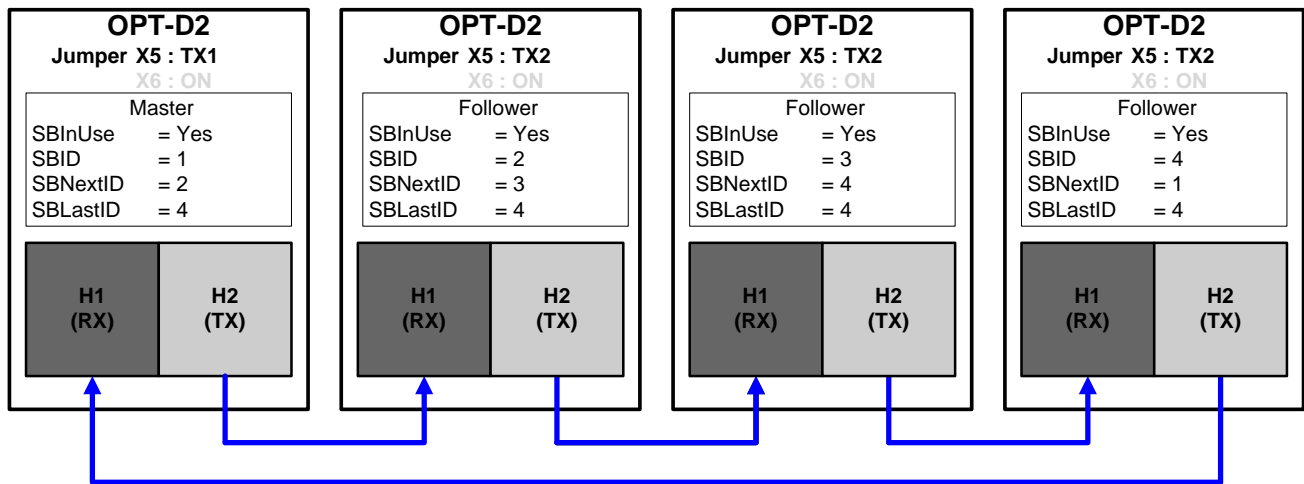 OPT-D2
Jumper X5 : TX1
X6 : ON
Master
SBInUse = Yes
SBID = 1
SBNextID = 2
SBLastID = 4
H1
(RX)
H2
(TX)
OPT-D2
Jumper X5 : TX2
X6 : ON
Follower
SBInUse = Yes
SBID = 2
SBNextID = 3
SBLastID = 4
H1
(RX)
H2
(TX)
OPT-D2
Jumper X5 : TX2
X6 : ON
Follower
SBInUse = Yes
SBID = 3
SBNextID = 4
SBLastID = 4
H1
(RX)
H2
(TX)
OPT-D2
Jumper X5 : TX2
X6 : ON
Follower
SBInUse = Yes
SBID = 4
SBNextID = 1
SBLastID = 4
H1
(RX)
H2
(TX)